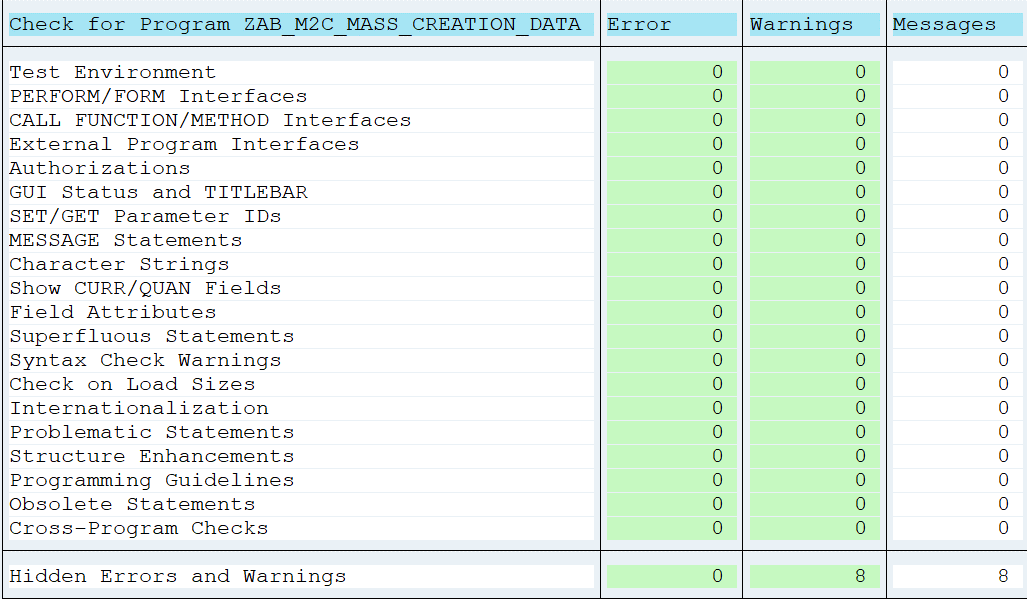 Check for Program ZAB_M2C_MASS_CREATION_DATA Error Warnings Messages
Test Environment 0 0 0
PERFORM/FORM Interfaces 0 0 0
CALL FUNCTION/METHOD Interfaces 0 0 0
External Program Interfaces 0 0 0
Authorizations 0 0 0
GUI Status and TITLEBAR 0 0 0
SET/GET Parameter IDs 0 0 0
MESSAGE Statements 0 0 0
Character Strings 0 0 0
Show CURR/QUAN Fields 0 0 0
Field Attributes 0 0 0
Superfluous Statements 0 0 0
Syntax Check Warnings 0 0 0
Check on Load Sizes 0 0 0
Internationalization 0 0 0
Problematic Statements 0 0 0
Structure Enhancements 0 0 0
Programming Guidelines 0 0 0
Obsolete Statements 0 0 0
Cross-Program Checks 0 0 0
Hidden Errors and Warnings 0 8 8